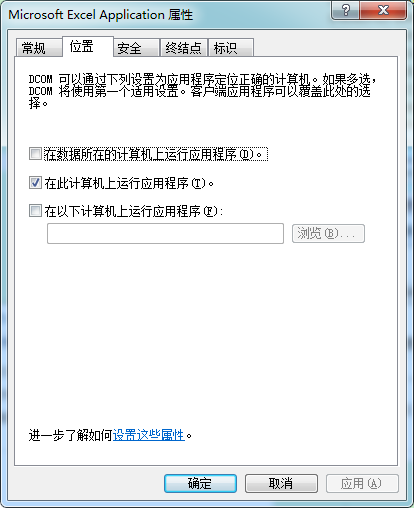 Microsoft Excel Application 属性
常规 位置 安全 终结点 标识
DCOM 可以通过下列设置为应用程序定位正确的计算机。如果多选,
DCOM 将使用第一个适用设置。客户端应用程序可以覆盖此处的选
择。
在数据所在的计算机上运行应用程序(D)。
在此计算机上运行应用程序(T)。
在以下计算机上运行应用程序(F):
浏览(B)...
进一步了解如何设置这些属性。
确定 取消 应用(A)